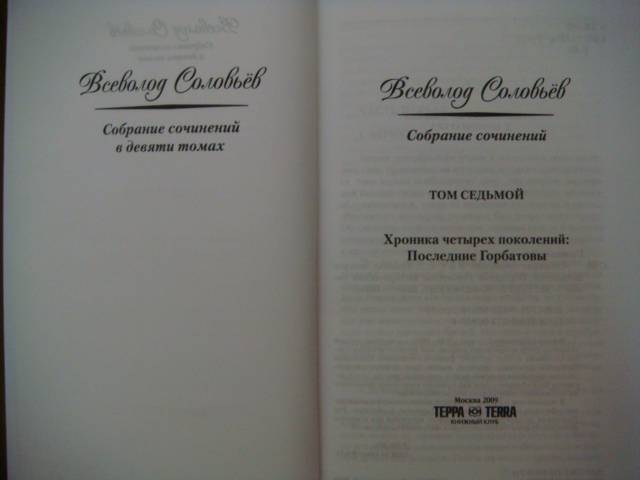 Всеволод Соловьёв
Собрание сочинений
в девяти томах
Всеволод Соловьёв
Собрание сочинений
ТОМ СЕДЬМОЙ
Хроника четырех поколений:
Последние Горбатовы
Москва 2009
ТЕРРА TERRA
КНИЖНЫЙ КЛУБ